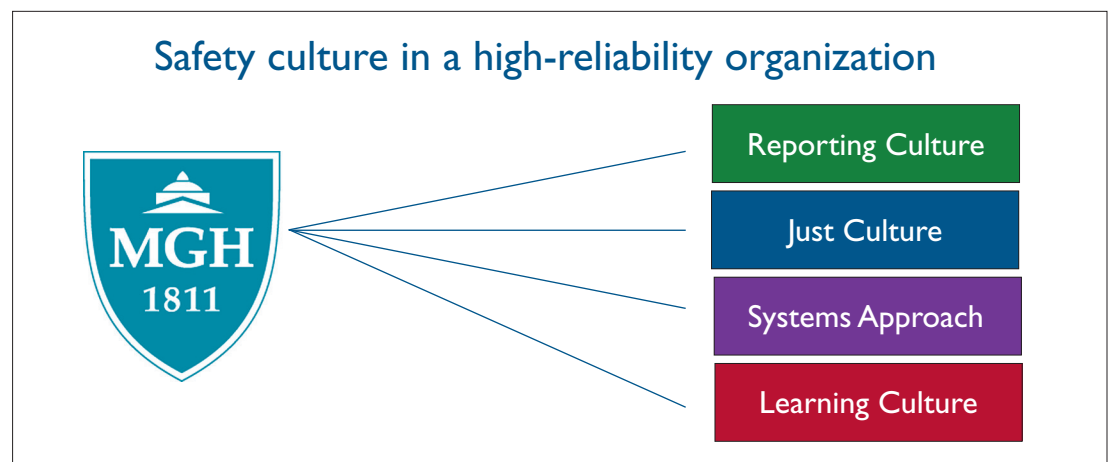 Safety culture in a high-reliability organization
MGH
1811
Reporting Culture
Just Culture
Systems Approach
Learning Culture